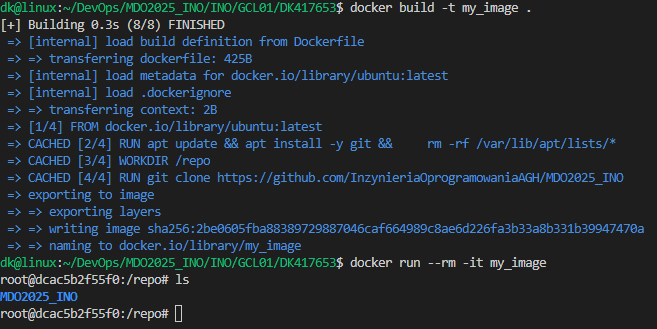 dk@linux:~/DevOps/MDO2025_INO/INO/GCL01/DK417653$ docker build -t my_image .
[+] Building 0.3s (8/8) FINISHED
 => [internal] load build definition from Dockerfile
 => => transferring dockerfile: 425B
 => [internal] load metadata for docker.io/library/ubuntu:latest
 => [internal] load .dockerignore
 => => transferring context: 2B
 => [1/4] FROM docker.io/library/ubuntu:latest
 => CACHED [2/4] RUN apt update && apt install -y git &&     rm -rf /var/lib/apt/lists/*
 => CACHED [3/4] WORKDIR /repo
 => CACHED [4/4] RUN git clone https://github.com/InzynieriaOprogramowaniaAGH/MDO2025_INO
 => exporting to image
 => => exporting layers
 => => writing image sha256:2be0605fba88389729887046caf664989c8ae6d226fa3b33a8b331b39947470a
 => => naming to docker.io/library/my_image
dk@linux:~/DevOps/MDO2025_INO/INO/GCL01/DK417653$ docker run --rm -it my_image
root@dcac5b2f55f0:/repo# ls
MDO2025_INO
root@dcac5b2f55f0:/repo#